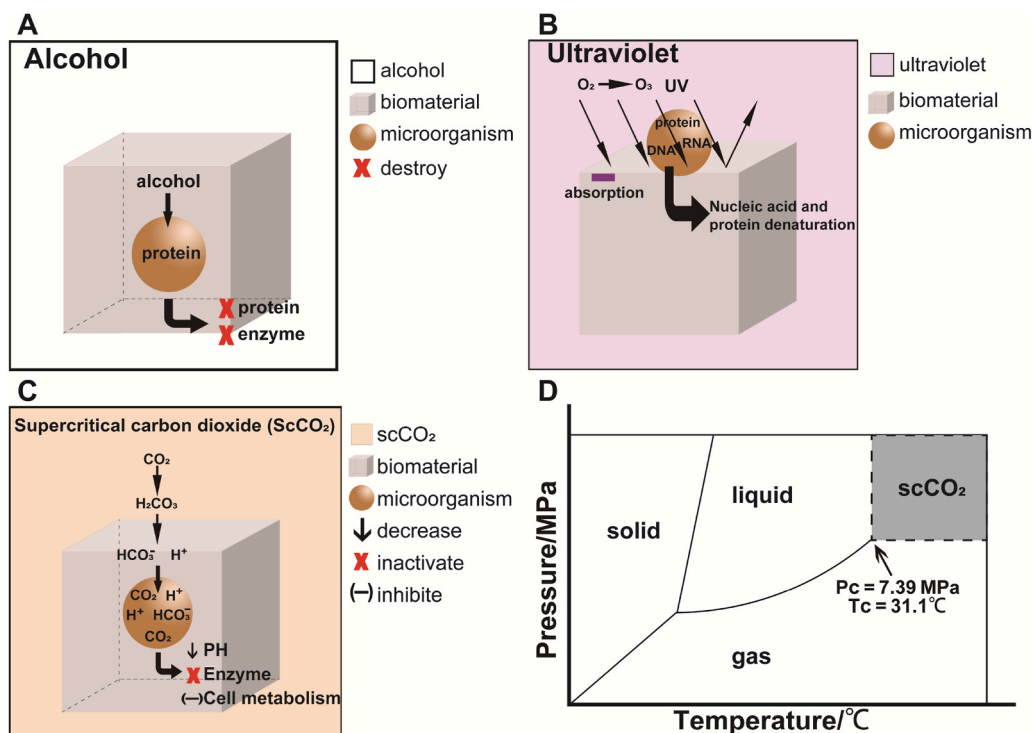 A
Alcohol
alcohol
biomaterial
microorganism
destroy
alcohol
protein
protein
enzyme
B
Ultraviolet
O₂ O₃ UV
protein
DNA RNA
absorption
Nucleic acid and
protein denaturation
ultraviolet
biomaterial
microorganism
C
Supercritical carbon dioxide (ScCO₂)
CO₂
H₂CO₃
HCO₃⁻ H⁺
CO₂ H⁺
H⁺ HCO₃⁻
CO₂
↓ PH
Enzyme
(−) Cell metabolism
scCO₂
biomaterial
microorganism
↓ decrease
inactivate
(−) inhibite
D
Pressure/MPa
solid
liquid
scCO₂
Pc = 7.39 MPa
Tc = 31.1℃
gas
Temperature/℃